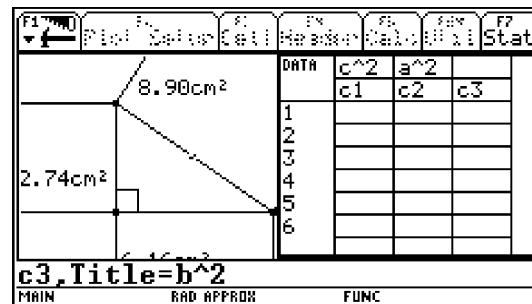 F1 F7
Plot Setup Cell Header Calc Util Stat
8.90cm²
DATA c^2 a^2
c1 c2 c3
1
2
3
2.74cm² 4
5
6
c3,Title=b^2
MAIN RAD APPROX FUNC